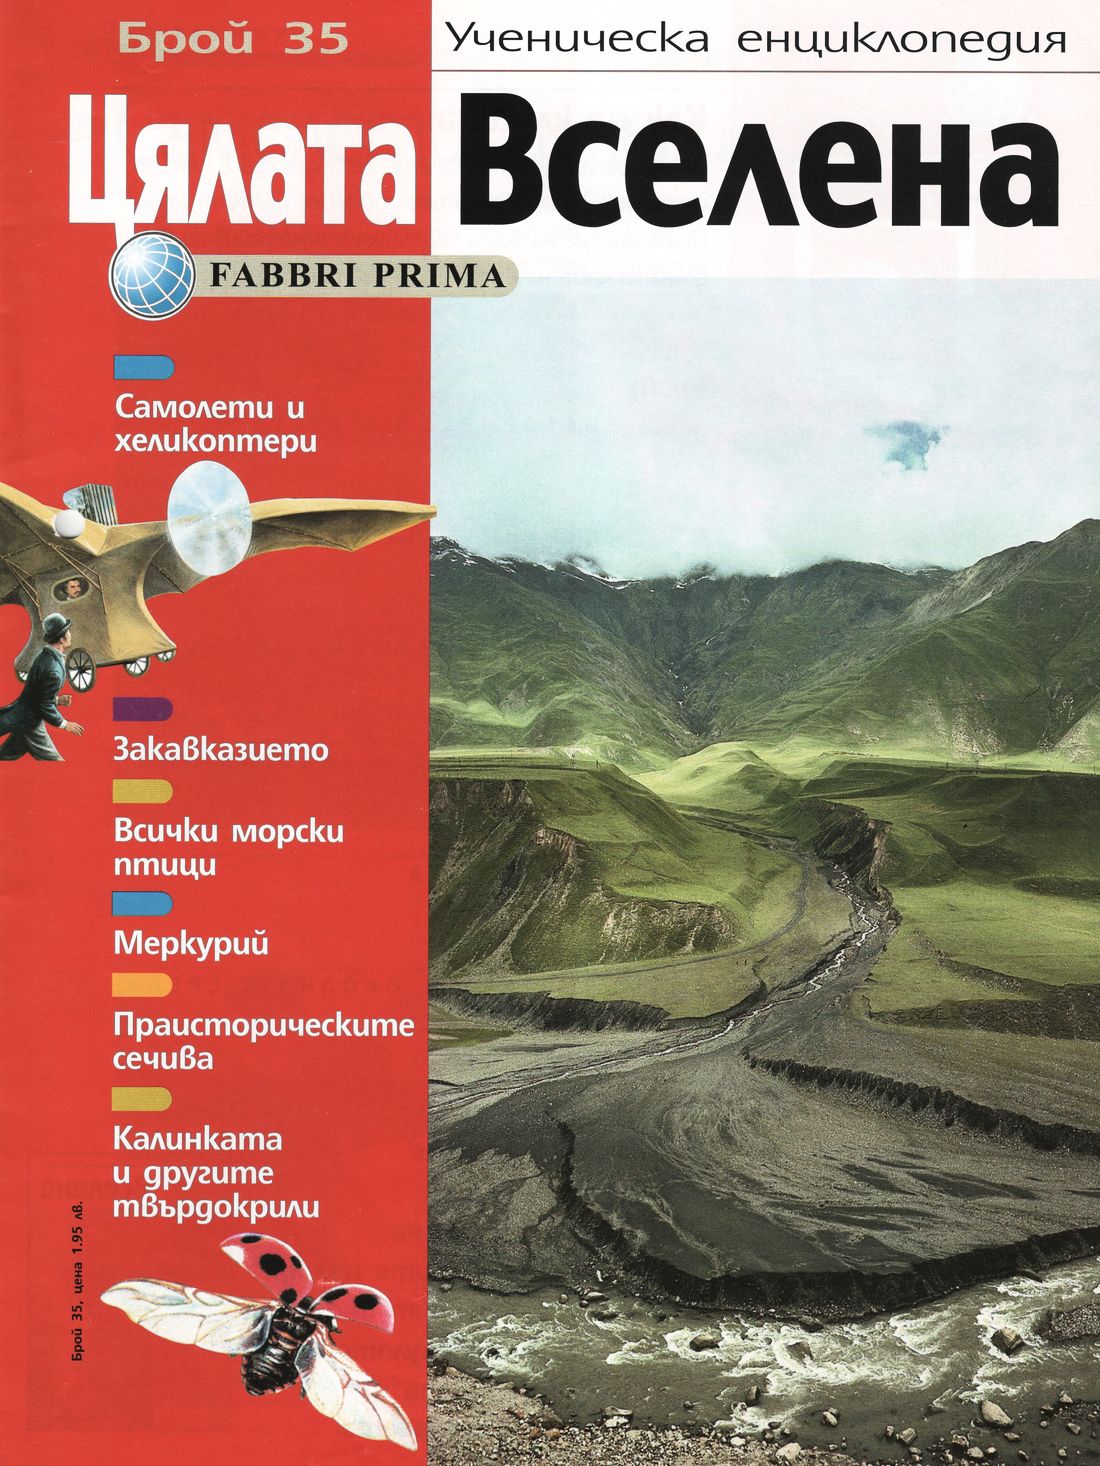 Брой 35
Ученическа енциклопедия
Цялата Вселена
FABBRI PRIMA
Самолети и
хеликоптери
Закавказието
Всички морски
птици
Меркурий
Праисторическите
сечива
Калинката
и другите
твърдокрили
Брой 35, цена 1.95 лв.